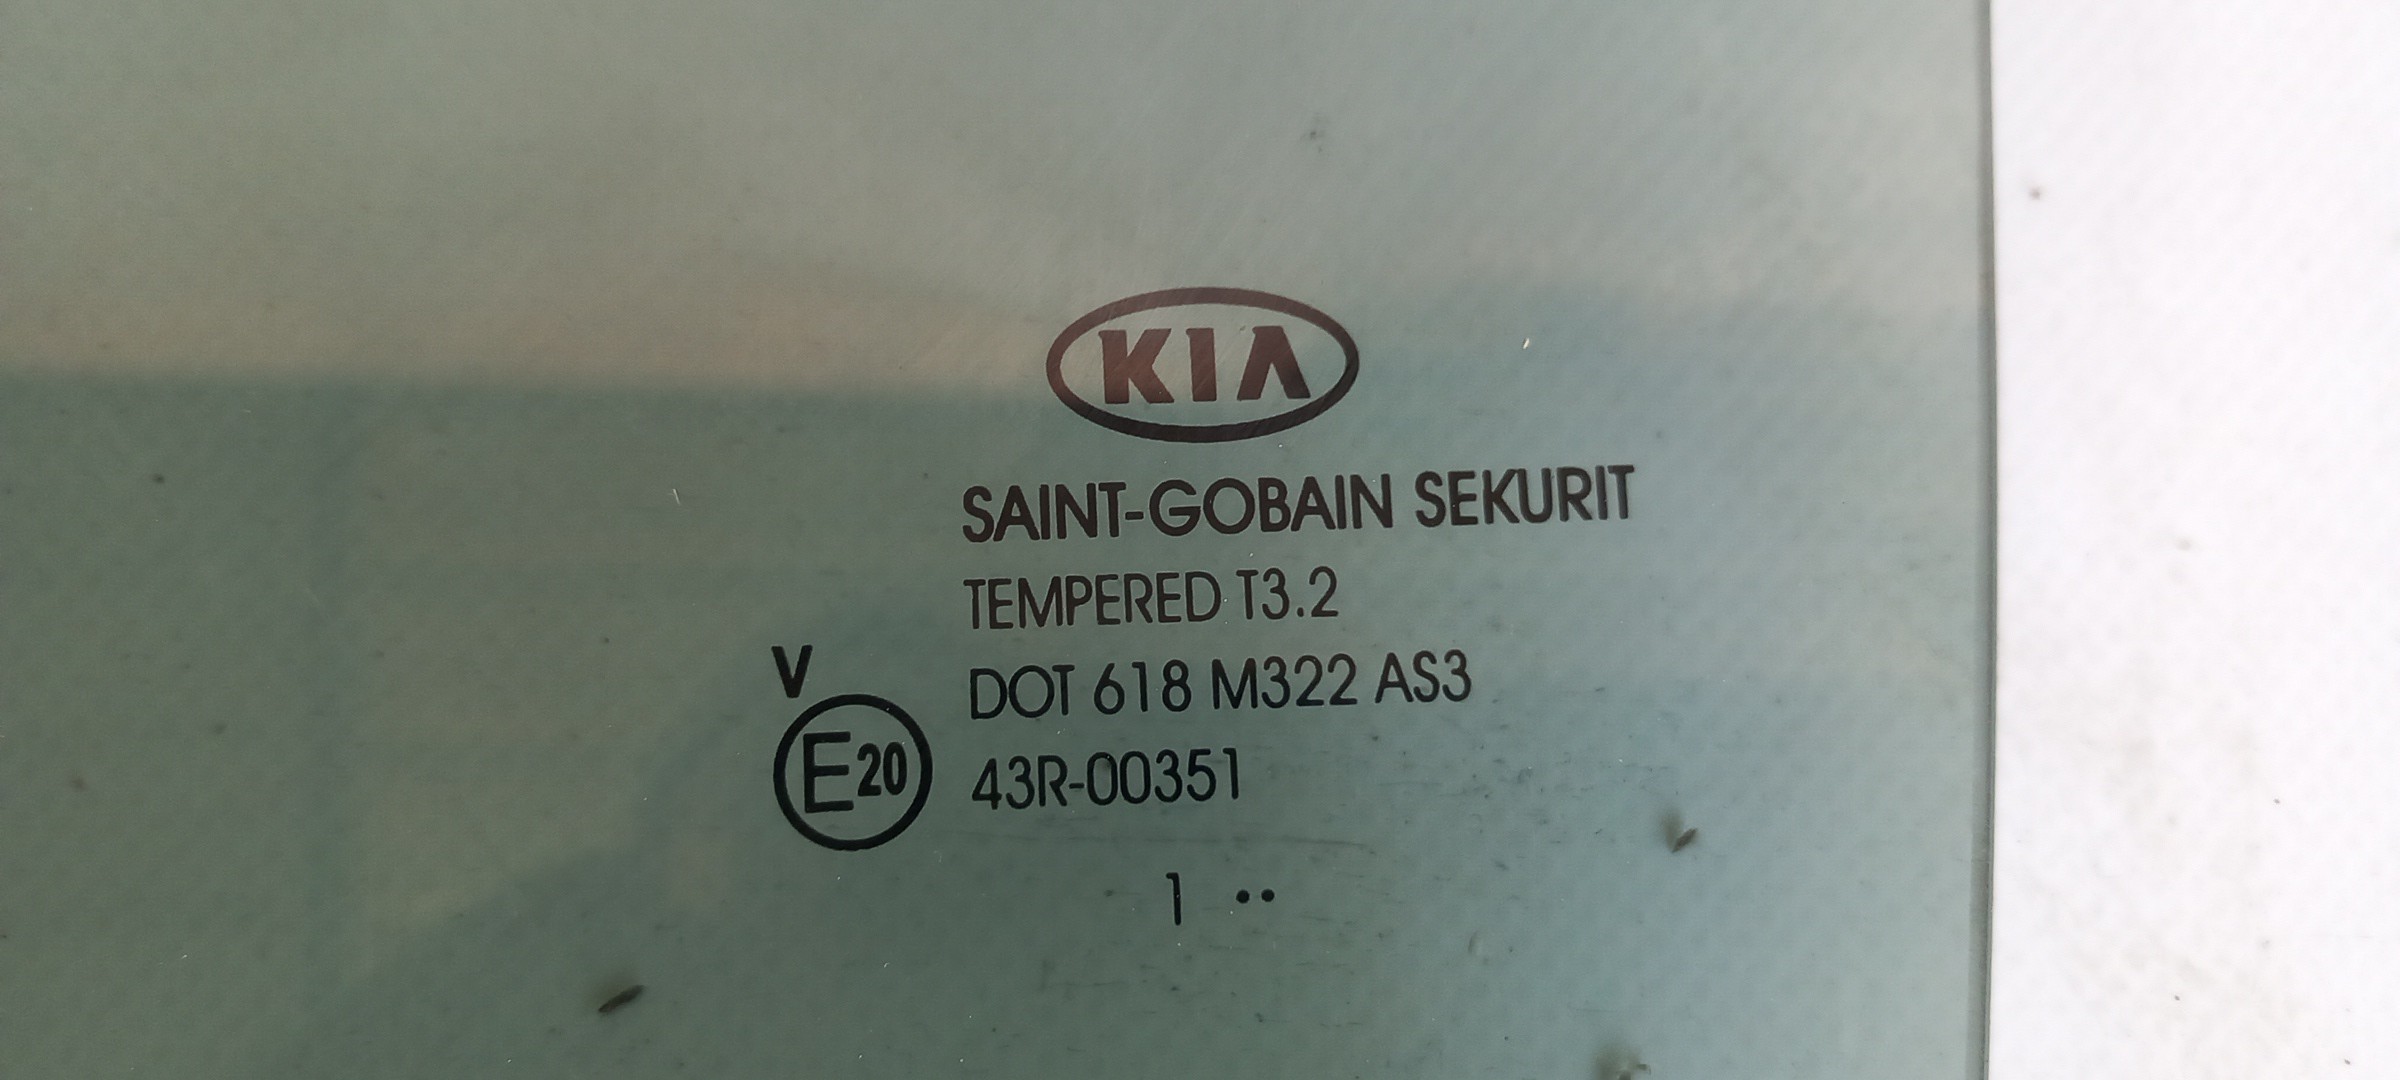 KIA
SAINT-GOBAIN SEKURIT
TEMPERED T3.2
V
DOT 618 M322 AS3
E20
43R-00351
1 ..